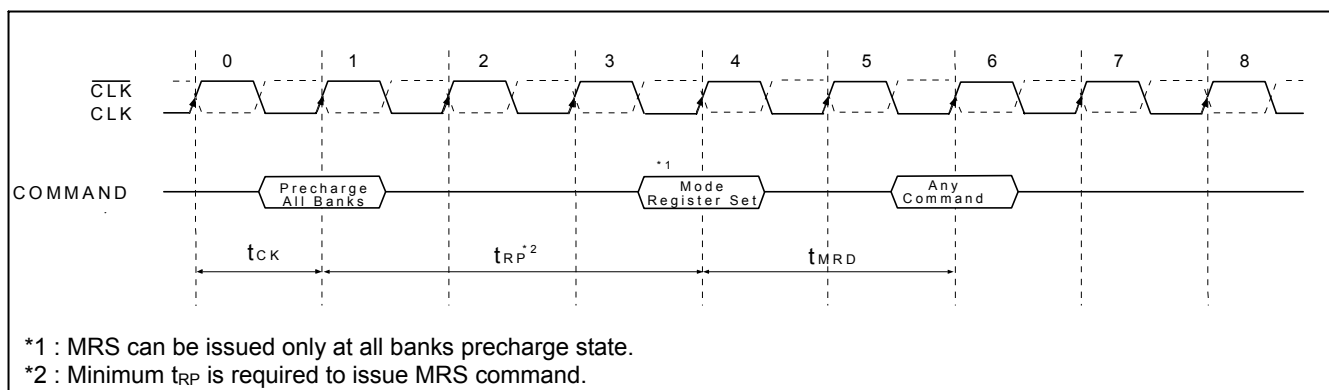 0 1 2 3 4 5 6 7 8
CLK
CLK
COMMAND
Precharge
All Banks
*1
Mode
Register Set
Any
Command
tCK
tRP*2
tMRD
*1 : MRS can be issued only at all banks precharge state.
*2 : Minimum tRP is required to issue MRS command.